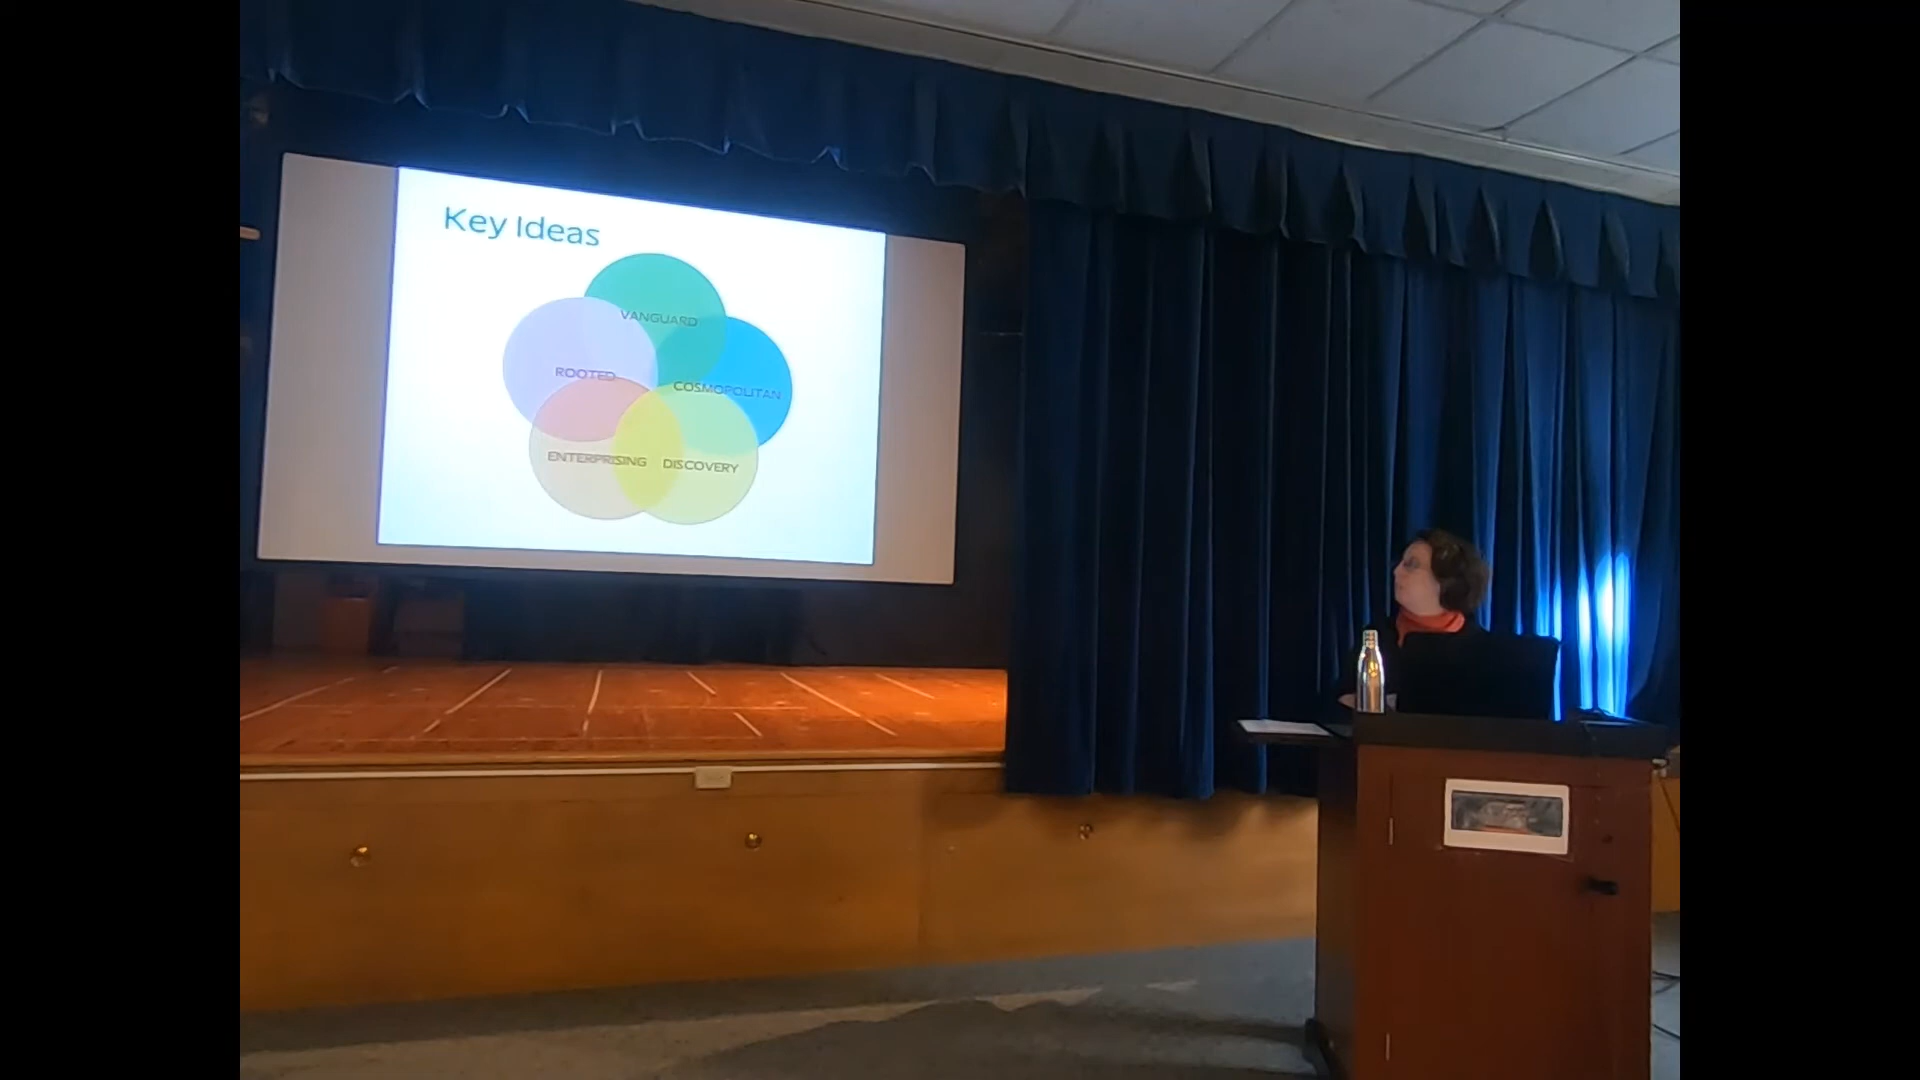 Key Ideas
VANGUARD
ROOTED
COSMOPOLITAN
ENTERPRISING
DISCOVERY